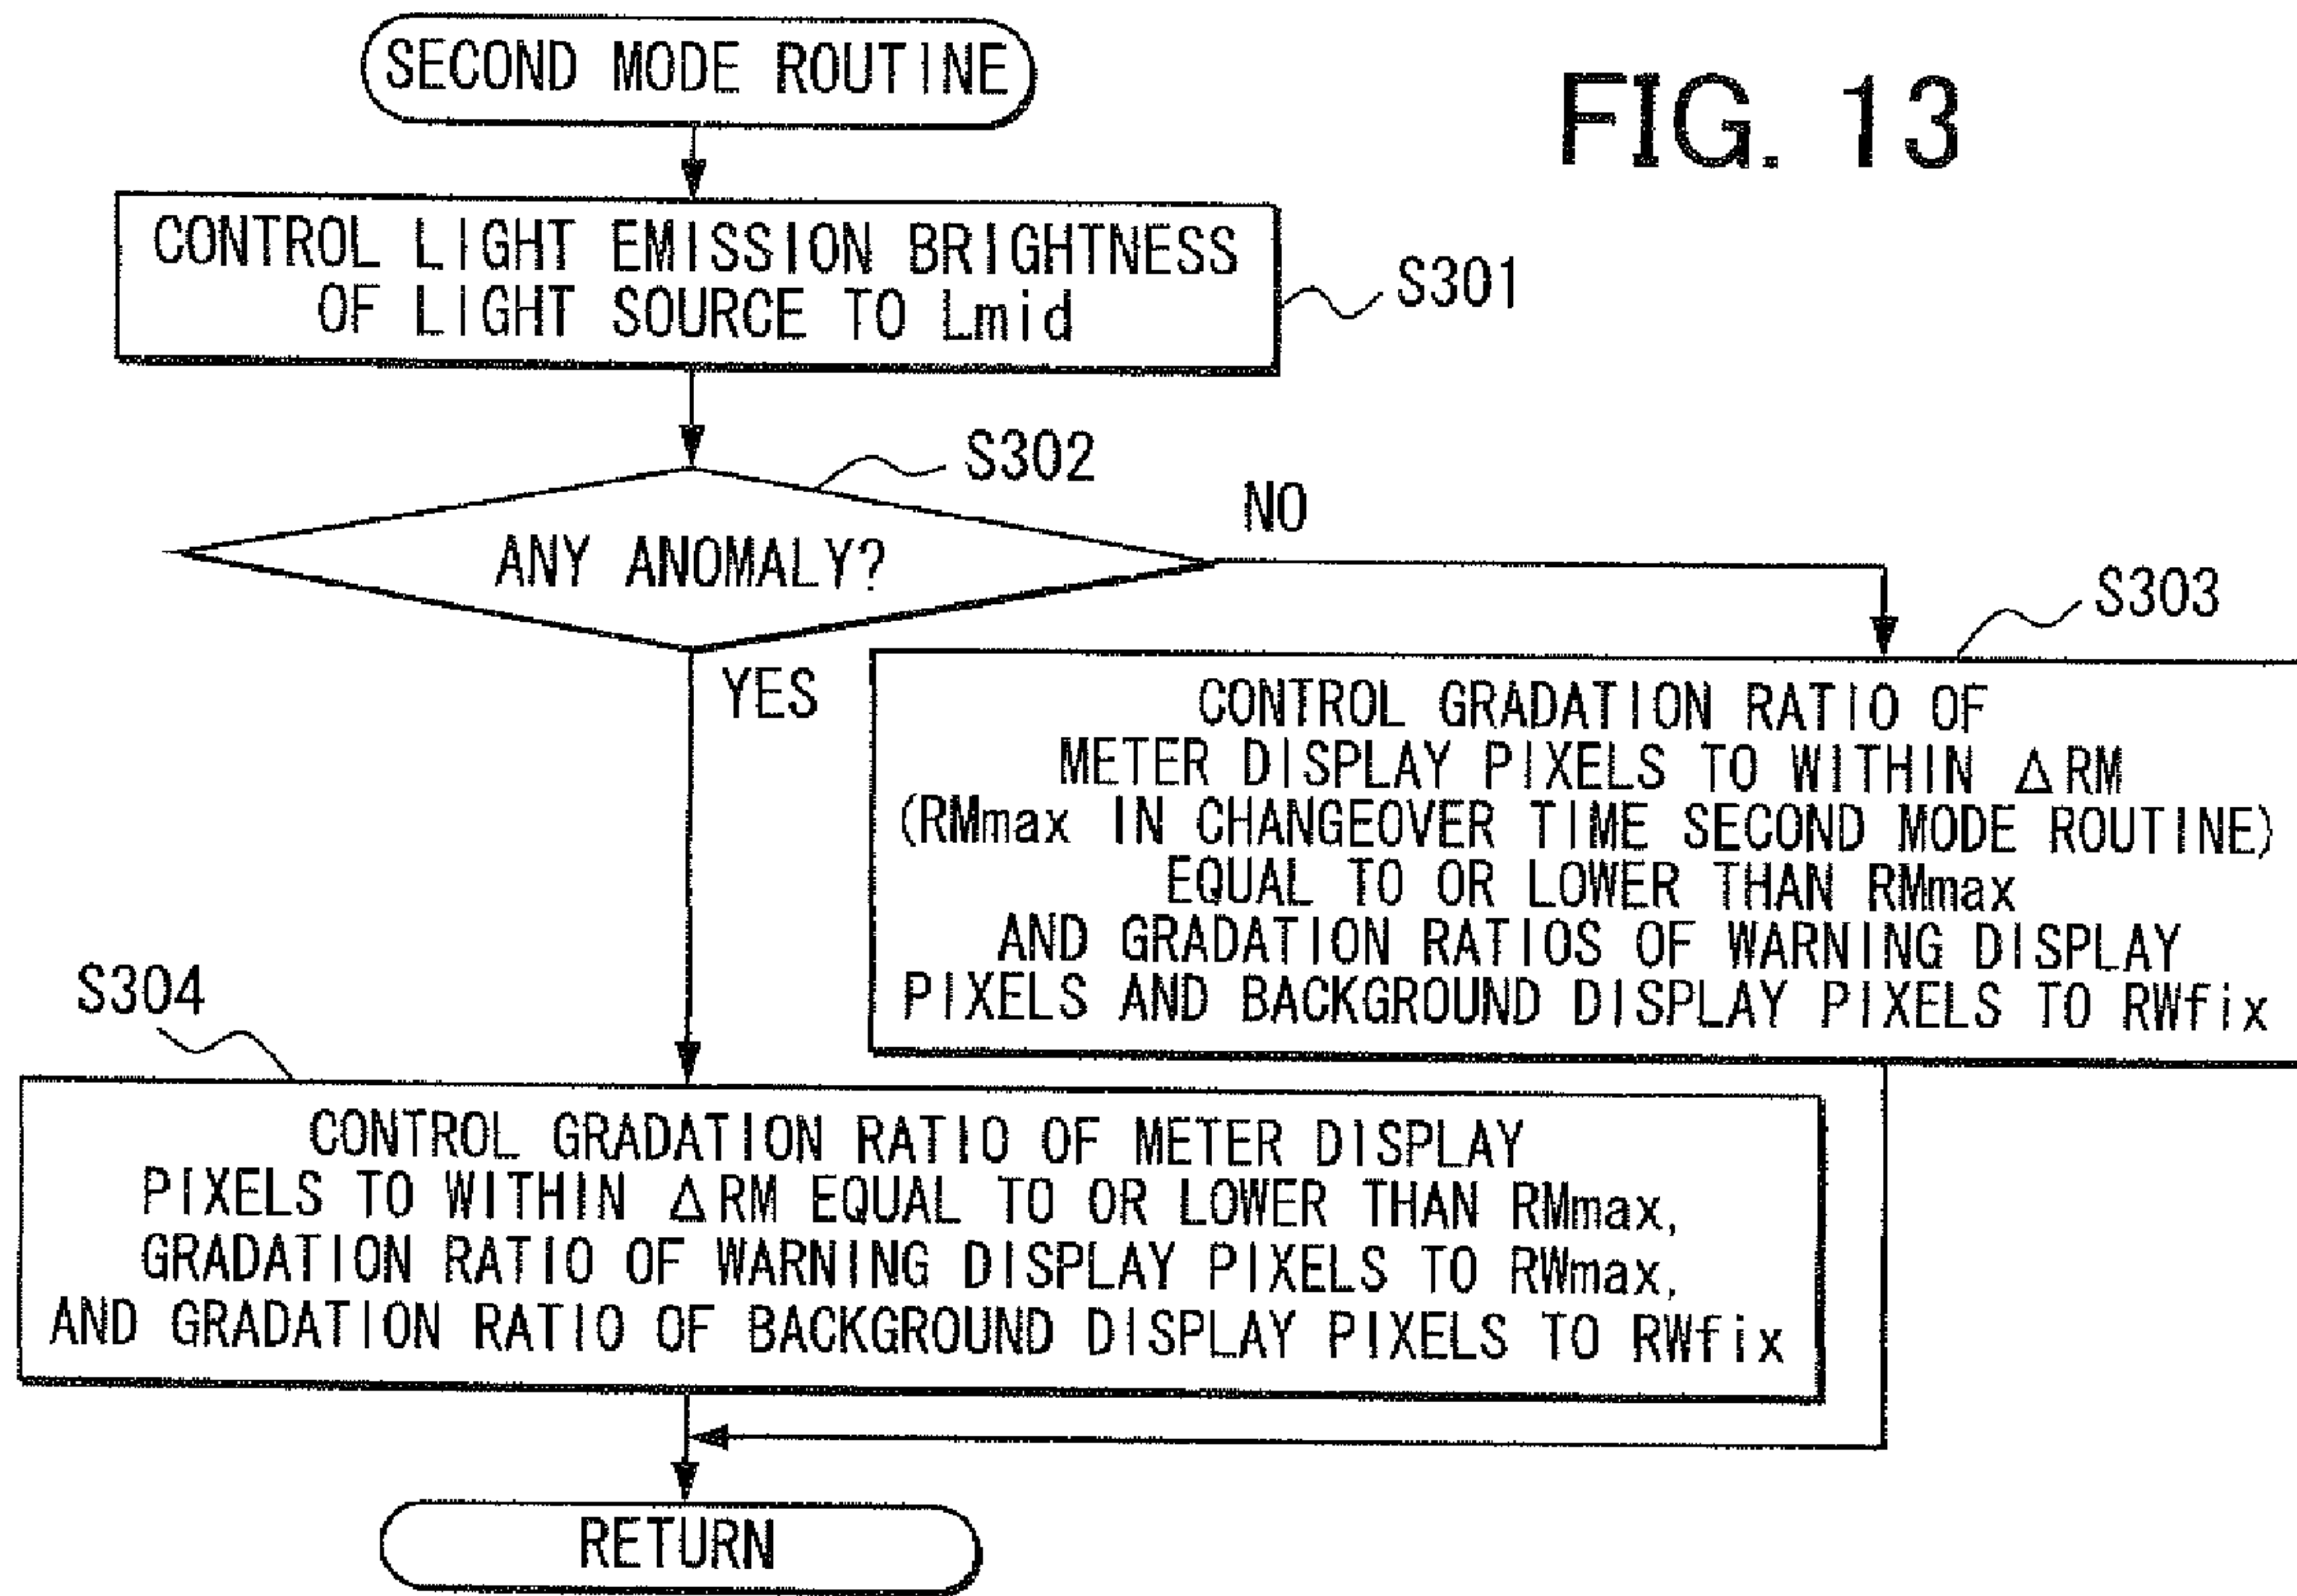 SECOND MODE ROUTINE
FIG. 13
CONTROL LIGHT EMISSION BRIGHTNESS
OF LIGHT SOURCE TO Lmid
S301
S302
ANY ANOMALY?
NO
YES
S303
CONTROL GRADATION RATIO OF
METER DISPLAY PIXELS TO WITHIN ΔRM
(RMmax IN CHANGEOVER TIME SECOND MODE ROUTINE)
EQUAL TO OR LOWER THAN RMmax
AND GRADATION RATIOS OF WARNING DISPLAY
PIXELS AND BACKGROUND DISPLAY PIXELS TO RWfix
S304
CONTROL GRADATION RATIO OF METER DISPLAY
PIXELS TO WITHIN ΔRM EQUAL TO OR LOWER THAN RMmax,
GRADATION RATIO OF WARNING DISPLAY PIXELS TO RWmax,
AND GRADATION RATIO OF BACKGROUND DISPLAY PIXELS TO RWfix
RETURN